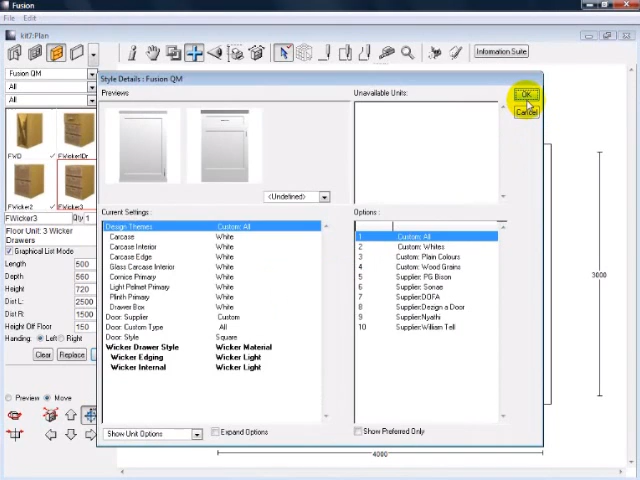 Fusion
File Edit
kit7:Plan
Information Suite
Fusion QM
All
All
FWD
FWicker1Dr
FWicker2
FWicker3
FWicker3 Qty 1
Floor Unit: 3 Wicker
Drawers
Graphical List Mode
Length 500
Depth 560
Height 720
Dist L: 2500
Dist R: 1500
Height Off Floor 150
Handing: Left Right
Clear Replace
Preview Move
Style Details : Fusion QM
Previews
Unavailable Units:
OK
Cancel
<Undefined>
Current Settings :
Design Themes Custom: All
Carcase White
Carcase Interior White
Carcase Edge White
Glass Carcase Interior White
Cornice Primary White
Light Pelmet Primary White
Plinth Primary White
Drawer Box White
Door: Supplier Custom
Door: Custom Type All
Door: Style Square
Wicker Drawer Style Wicker Material
Wicker Edging Wicker Light
Wicker Internal Wicker Light
Show Unit Options
Expand Options
Options :
1 Custom: All
2 Custom: Whites
3 Custom: Plain Colours
4 Custom: Wood Grains
5 Supplier: PG Bison
6 Supplier: Sonae
7 Supplier:DOFA
8 Supplier:Dezign a Door
9 Supplier:Nyathi
10 Supplier:William Tell
Show Preferred Only
3000
4000